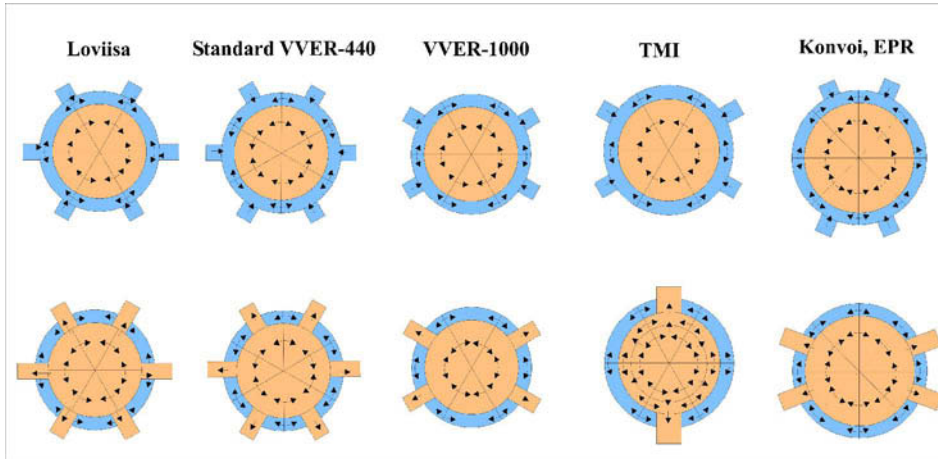 Loviisa
Standard VVER-440
VVER-1000
TMI
Konvoi, EPR